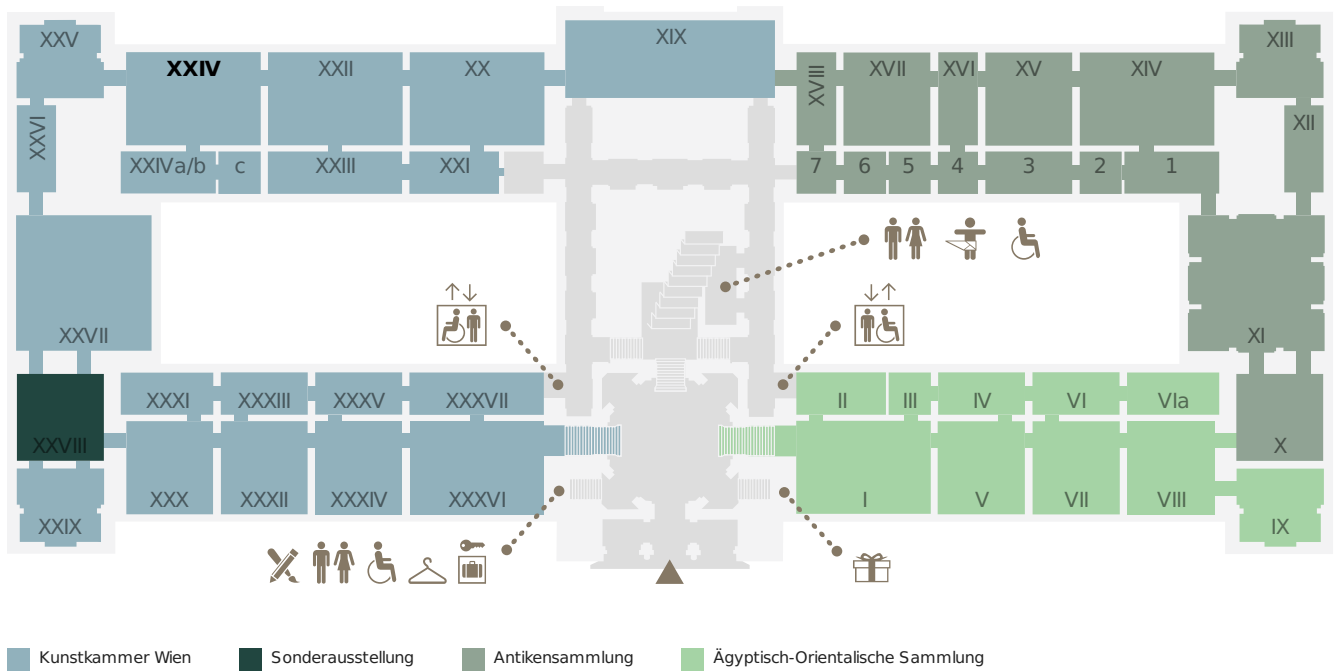 XIX
XXV
XXIV
XXII
XX
XVIII
XVII
XVI
XV
XIV
XIII
XXVI
XII
XXIVa/b
c
XXIII
XXI
7
6
5
4
3
2
1
XXVII
XI
XXXI
XXXIII
XXXV
XXXVII
II
III
IV
VI
VIa
XXVIII
X
XXX
XXXII
XXXIV
XXXVI
I
V
VII
VIII
XXIX
IX
Kunstkammer Wien
Sonderausstellung
Antikensammlung
Ägyptisch-Orientalische Sammlung